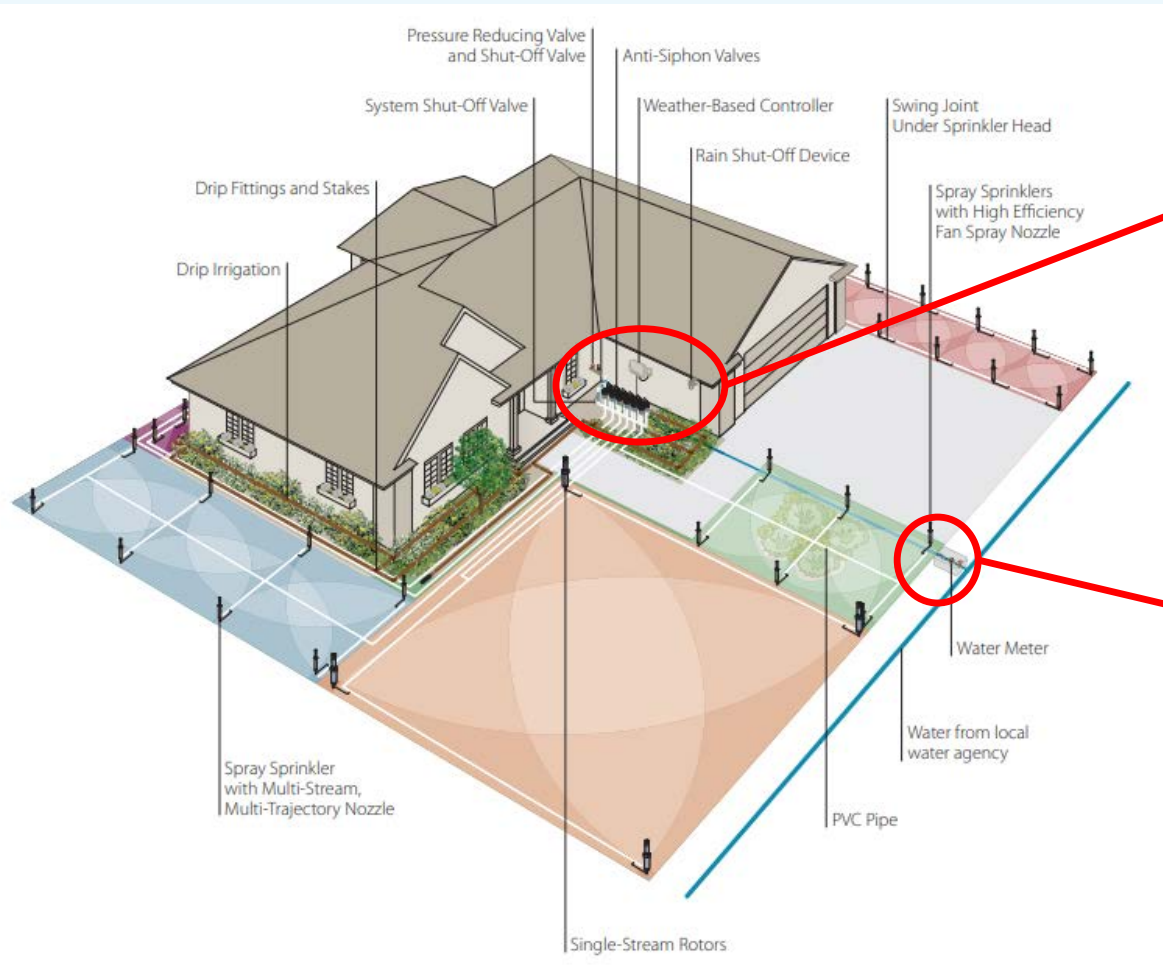 Pressure Reducing Valve
and Shut-Off Valve
Anti-Siphon Valves
System Shut-Off Valve
Weather-Based Controller
Swing Joint
Under Sprinkler Head
Rain Shut-Off Device
Drip Fittings and Stakes
Spray Sprinklers
with High Efficiency
Fan Spray Nozzle
Drip Irrigation
Water Meter
Water from local
water agency
Spray Sprinkler
with Multi-Stream,
Multi-Trajectory Nozzle
PVC Pipe
Single-Stream Rotors